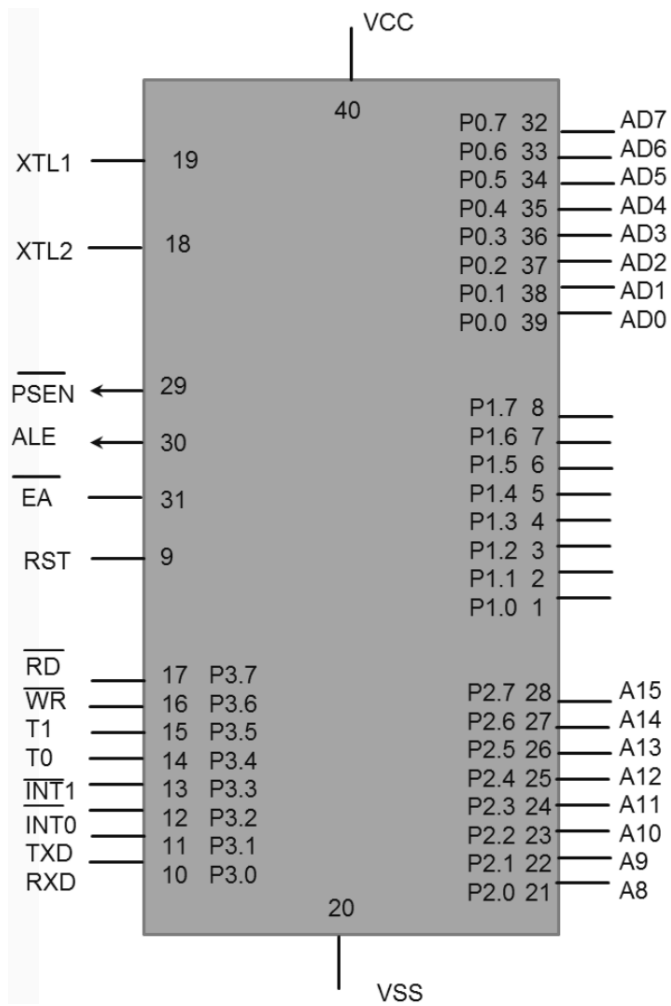 VCC
40
P0.7 32 AD7
P0.6 33 AD6
XTL1 19
P0.5 34 AD5
P0.4 35 AD4
P0.3 36 AD3
XTL2 18
P0.2 37 AD2
P0.1 38 AD1
P0.0 39 AD0
PSEN 29
P1.7 8
ALE 30
P1.6 7
P1.5 6
EA 31
P1.4 5
P1.3 4
RST 9
P1.2 3
P1.1 2
P1.0 1
RD 17 P3.7
P2.7 28 A15
WR 16 P3.6
P2.6 27 A14
T1 15 P3.5
P2.5 26 A13
T0 14 P3.4
P2.4 25 A12
INT1 13 P3.3
P2.3 24 A11
INT0 12 P3.2
P2.2 23 A10
TXD 11 P3.1
P2.1 22 A9
RXD 10 P3.0
P2.0 21 A8
20
VSS